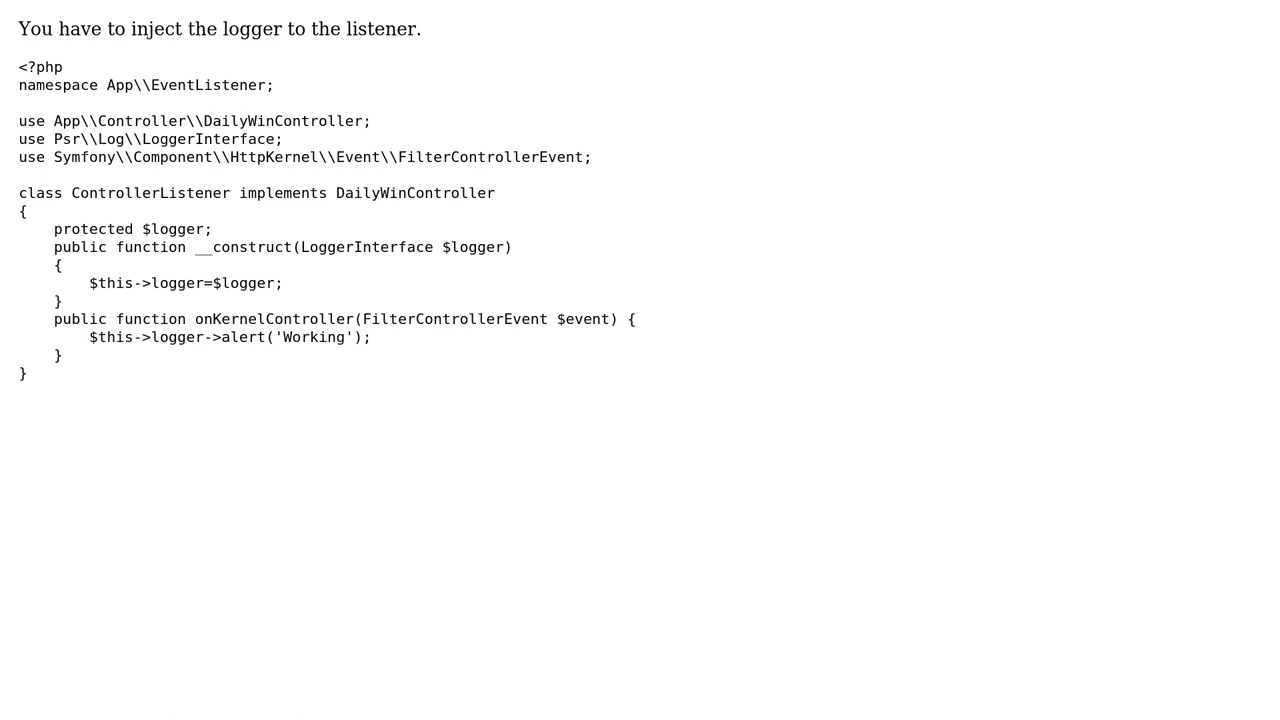 You have to inject the logger to the listener.
<?php
namespace App\\EventListener;
use App\\Controller\\DailyWinController;
use Psr\\Log\\LoggerInterface;
use Symfony\\Component\\HttpKernel\\Event\\FilterControllerEvent;
class ControllerListener implements DailyWinController
{
    protected $logger;
    public function __construct(LoggerInterface $logger)
    {
        $this->logger=$logger;
    }
    public function onKernelController(FilterControllerEvent $event) {
        $this->logger->alert('Working');
    }
}